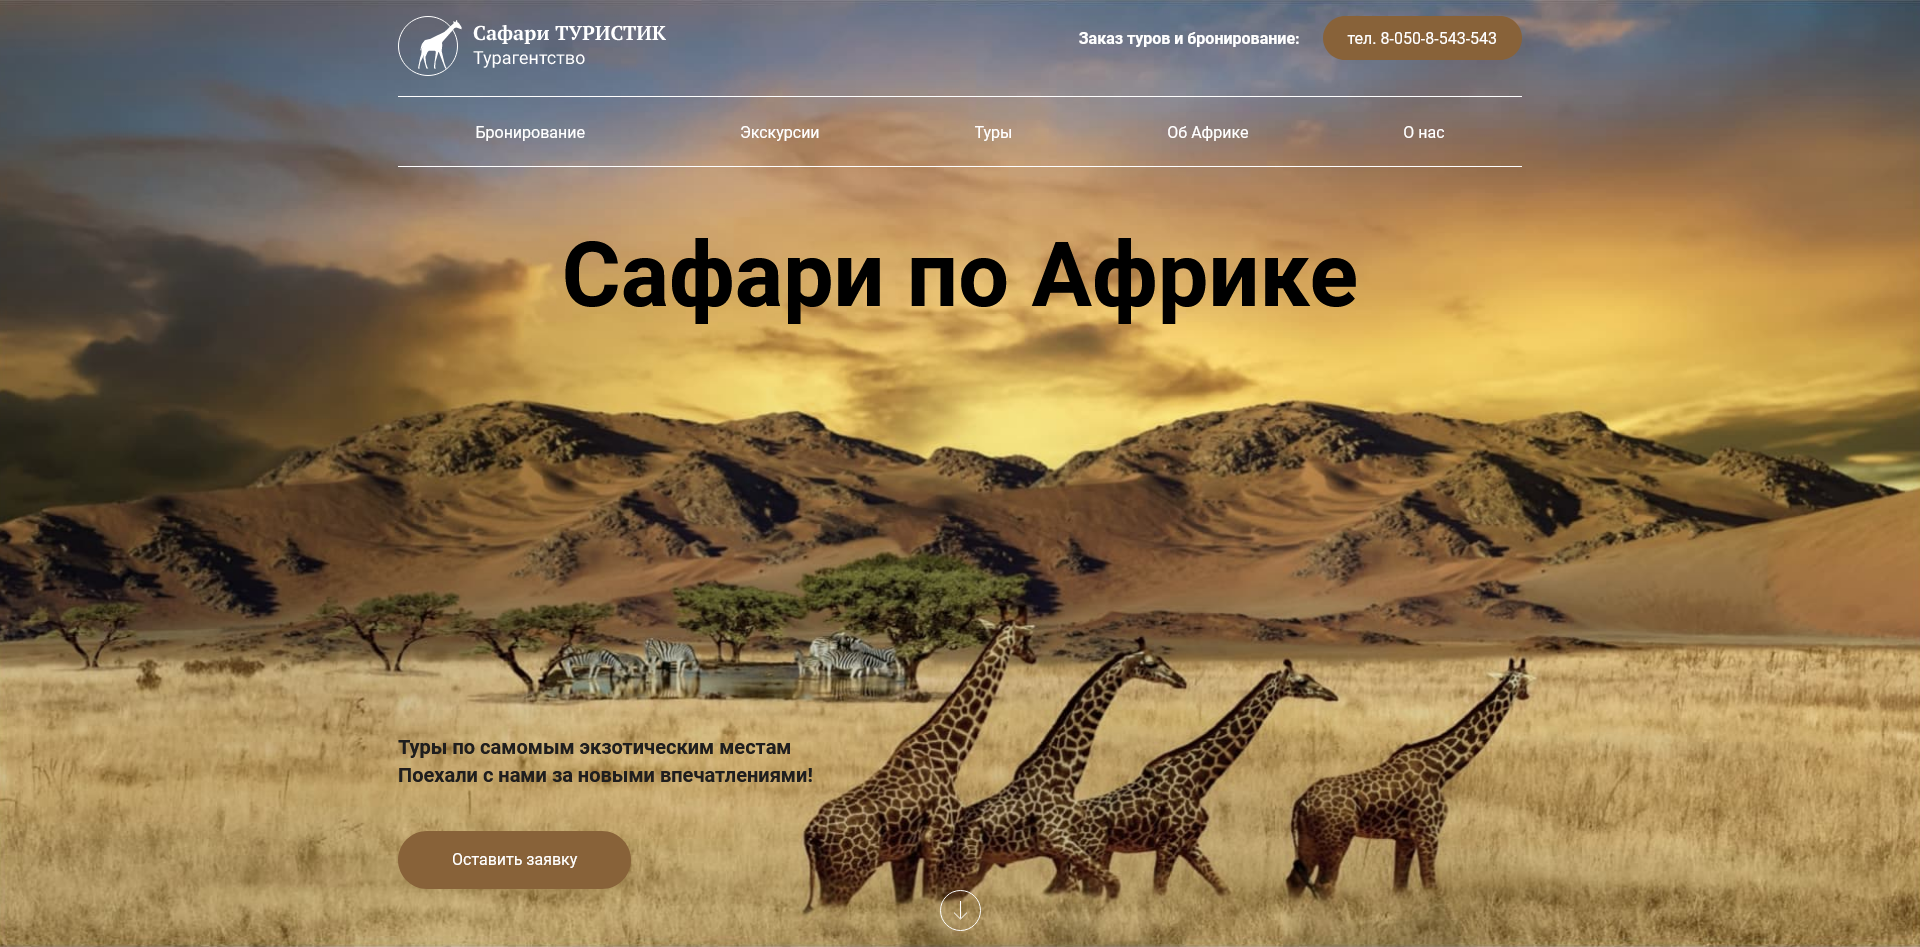 Сафари ТУРИСТИК
Турагентство
Заказ туров и бронирование:
тел. 8-050-8-543-543
Бронирование
Экскурсии
Туры
Об Африке
О нас
Сафари по Африке
Туры по самомым экзотическим местам
Поехали с нами за новыми впечатлениями!
Оставить заявку